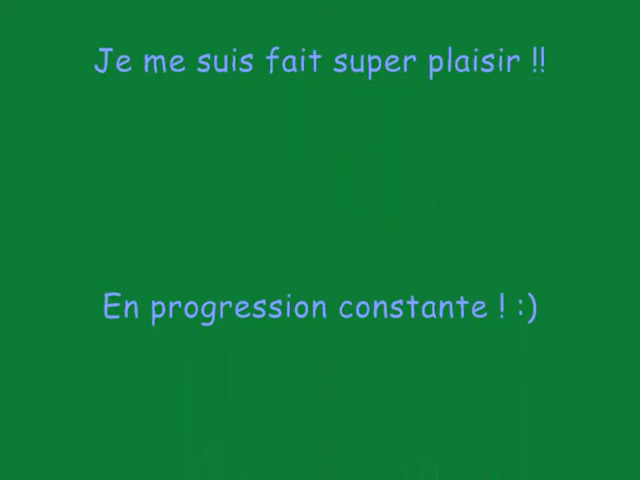 Je me suis fait super plaisir !!
En progression constante ! :)